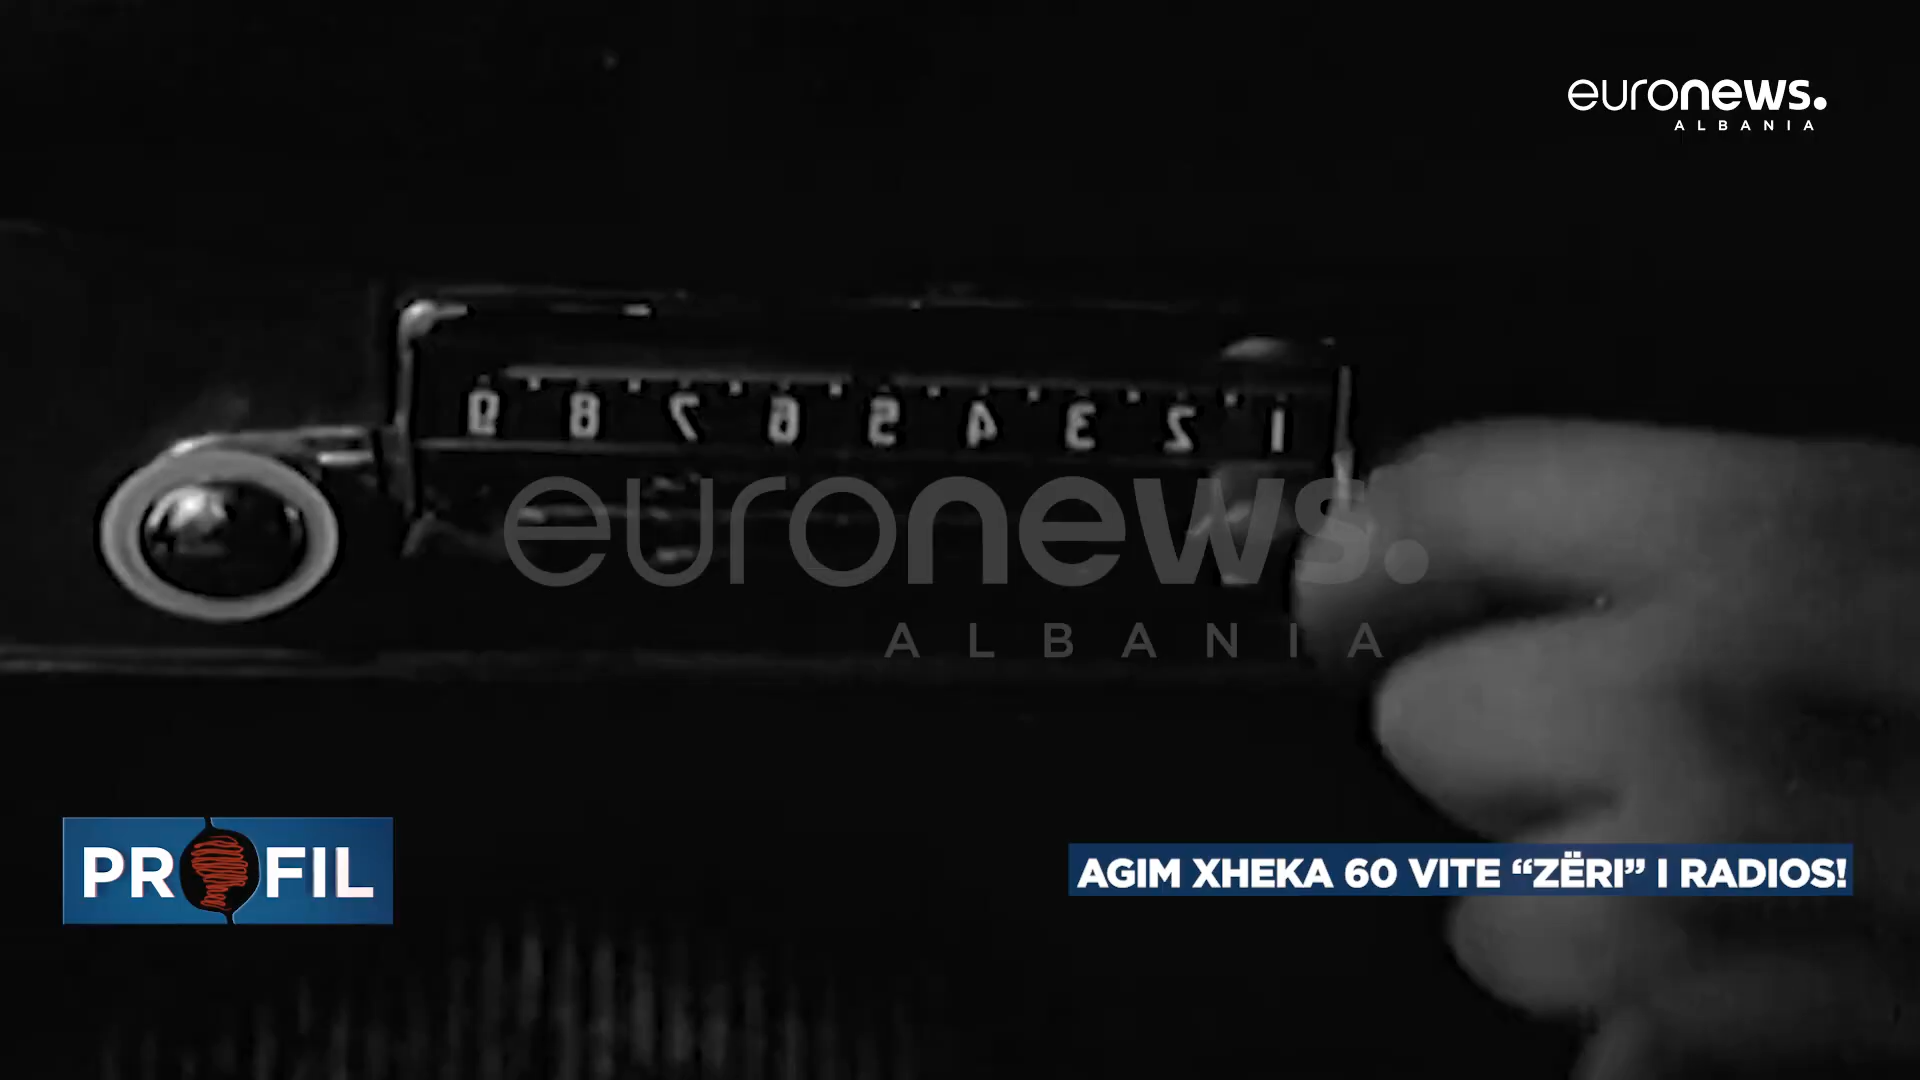 euronews.
ALBANIA
9 8 7 6 5 4 3 2 1
euronews.
ALBANIA
PROFIL
AGIM XHEKA 60 VITE “ZËRI” I RADIOS!